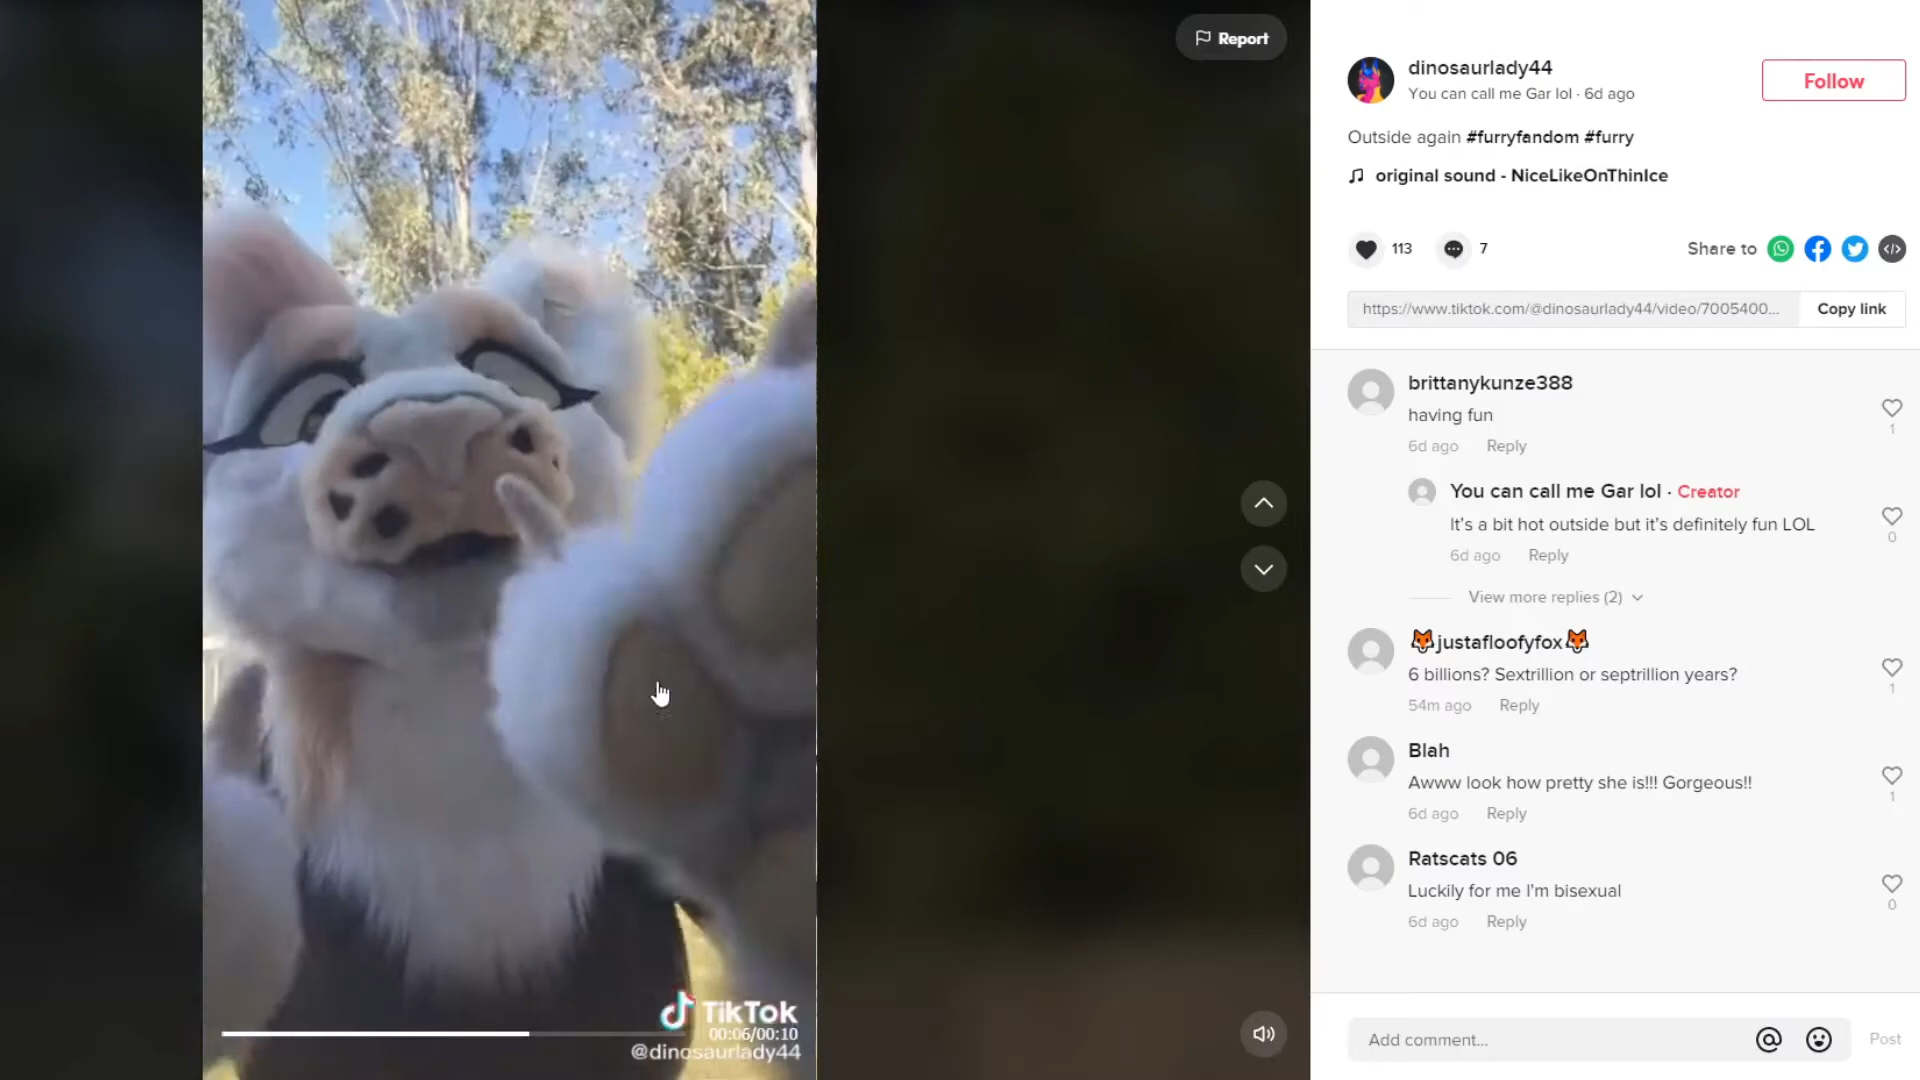 Report
TikTok
00:06/00:10
@dinosaurlady44
dinosaurlady44
You can call me Gar lol · 6d ago
Follow
Outside again #furryfandom #furry
original sound - NiceLikeOnThinIce
113
7
Share to
https://www.tiktok.com/@dinosaurlady44/video/7005400...
Copy link
brittanykunze388
having fun
1
6d ago Reply
You can call me Gar lol · Creator
It's a bit hot outside but it's definitely fun LOL
0
6d ago Reply
View more replies (2)
🦊justafloofyfox🦊
6 billions? Sextrillion or septrillion years?
1
54m ago Reply
Blah
Awww look how pretty she is!!! Gorgeous!!
1
6d ago Reply
Ratscats 06
Luckily for me I'm bisexual
0
6d ago Reply
Add comment...
@
Post